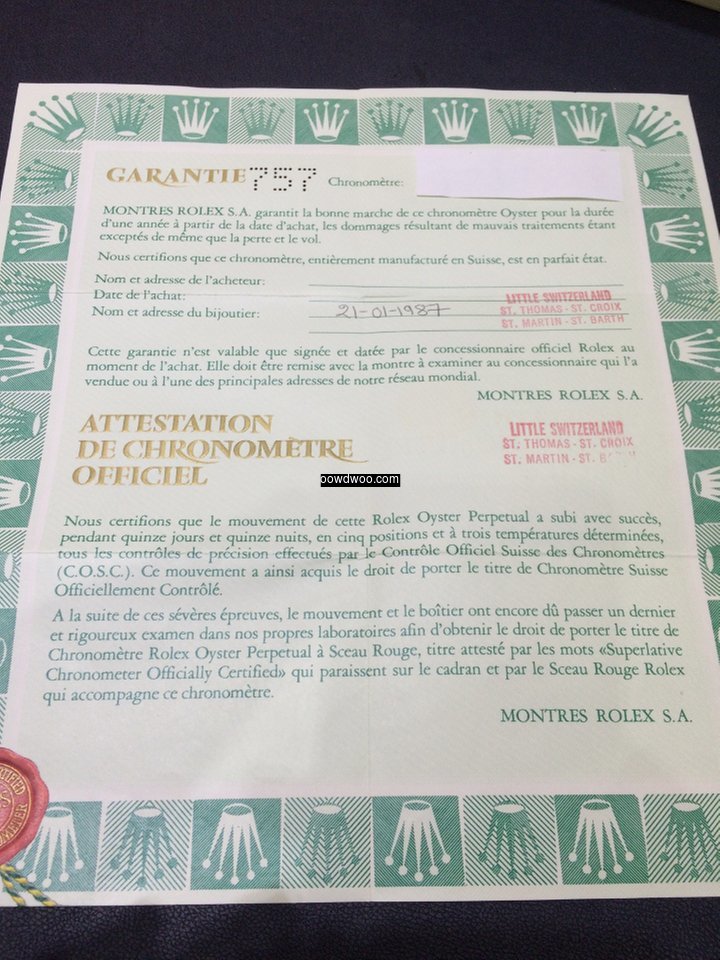 GARANTIE 757 Chronomètre:
MONTRES ROLEX S.A. garantit la bonne marche de ce chronomètre Oyster pour la durée
d'une année à partir de la date d'achat, les dommages résultant de mauvais traitements étant
exceptés de même que la perte et le vol.
Nous certifions que ce chronomètre, entièrement manufacturé en Suisse, est en parfait état.
Nom et adresse de l'acheteur:
Date de l'achat:
Nom et adresse du bijoutier:
21-01-1987
LITTLE SWITZERLAND
ST. THOMAS - ST. CROIX
ST. MARTIN - ST. BARTH
Cette garantie n'est valable que signée et datée par le concessionnaire officiel Rolex au
moment de l'achat. Elle doit être remise avec la montre à examiner au concessionnaire qui l'a
vendue ou à l'une des principales adresses de notre réseau mondial.
MONTRES ROLEX S.A.
ATTESTATION
DE CHRONOMÈTRE
OFFICIEL
LITTLE SWITZERLAND
ST. THOMAS - ST. CROIX
ST. MARTIN - ST.
oowdwoo.com
Nous certifions que le mouvement de cette Rolex Oyster Perpetual a subi avec succès,
pendant quinze jours et quinze nuits, en cinq positions et à trois températures déterminées,
tous les contrôles de précision effectués par le Contrôle Officiel Suisse des Chronomètres
(C.O.S.C.). Ce mouvement a ainsi acquis le droit de porter le titre de Chronomètre Suisse
Officiellement Contrôlé.
A la suite de ces sévères épreuves, le mouvement et le boîtier ont encore dû passer un dernier
et rigoureux examen dans nos propres laboratoires afin d'obtenir le droit de porter le titre de
Chronomètre Rolex Oyster Perpetual à Sceau Rouge, titre attesté par les mots «Superlative
Chronometer Officially Certified» qui paraissent sur le cadran et par le Sceau Rouge Rolex
qui accompagne ce chronomètre.
MONTRES ROLEX S.A.